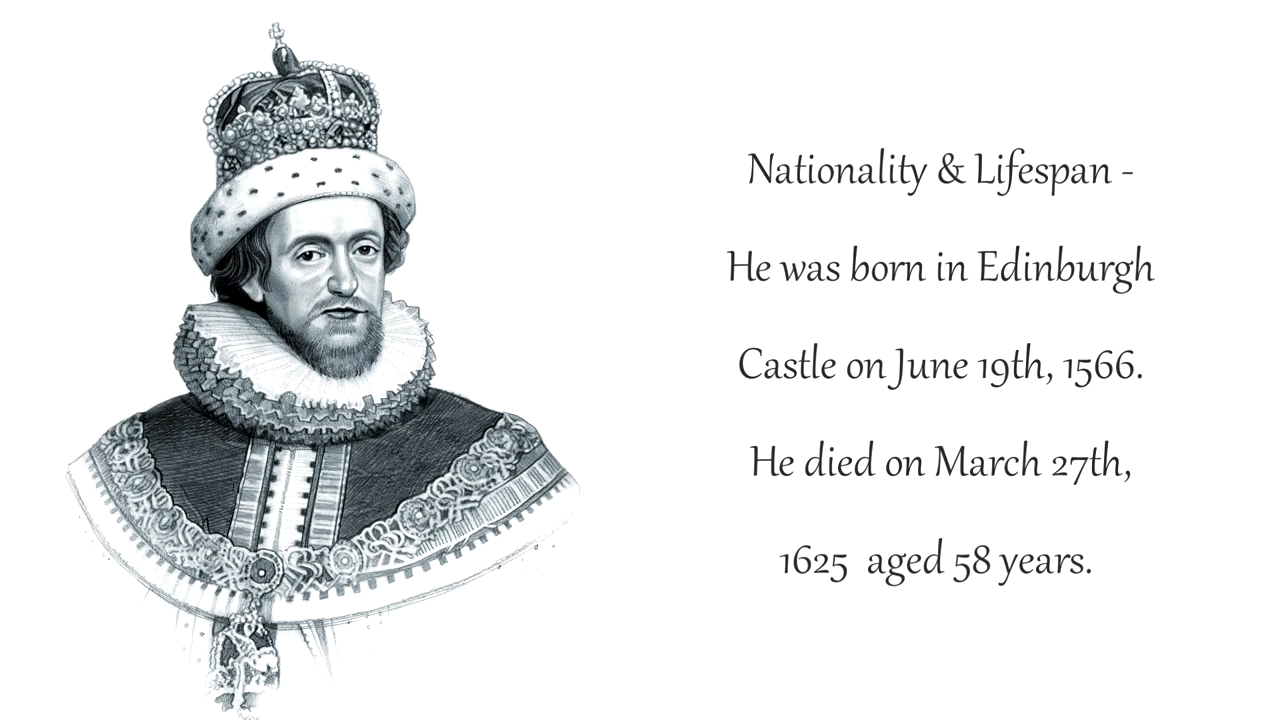 Nationality & Lifespan -
He was born in Edinburgh
Castle on June 19th, 1566.
He died on March 27th,
1625 aged 58 years.